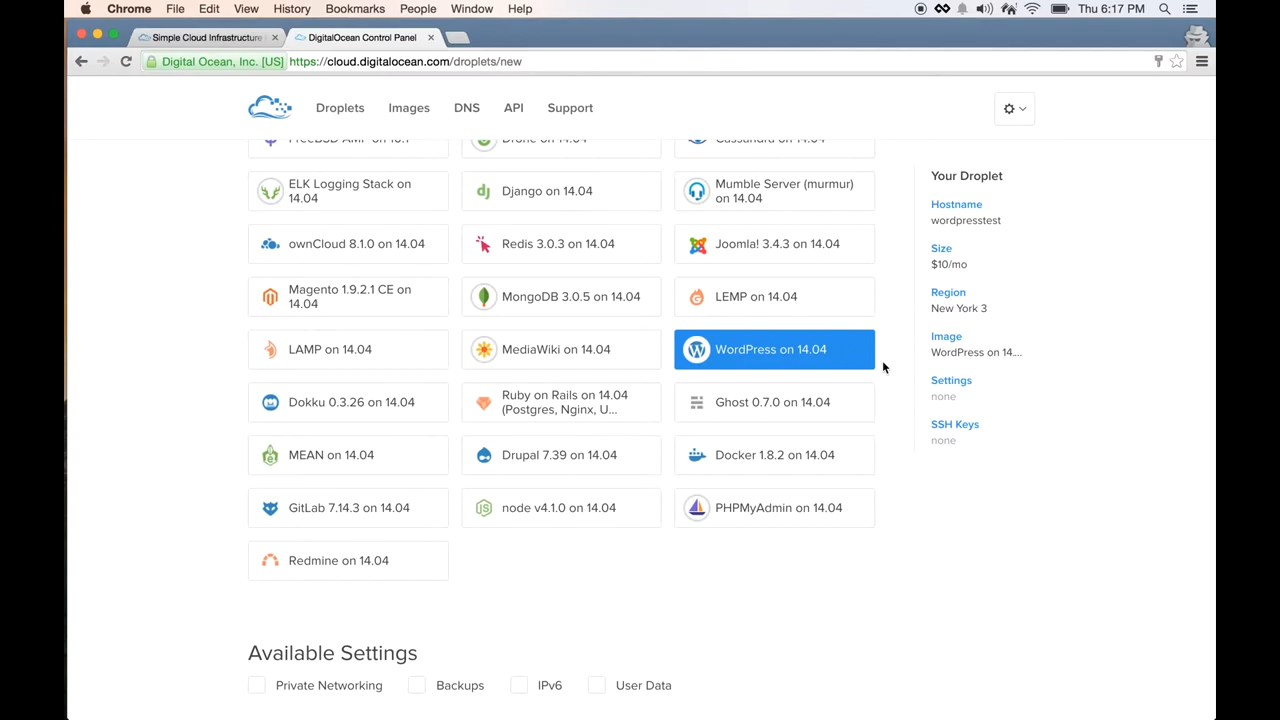 Chrome File Edit View History Bookmarks People Window Help Thu 6:17 PM
Simple Cloud Infrastructure DigitalOcean Control Panel
Digital Ocean, Inc. [US] https://cloud.digitalocean.com/droplets/new
Droplets Images DNS API Support
ELK Logging Stack on
14.04
Django on 14.04
Mumble Server (murmur)
on 14.04
ownCloud 8.1.0 on 14.04
Redis 3.0.3 on 14.04
Joomla! 3.4.3 on 14.04
Magento 1.9.2.1 CE on
14.04
MongoDB 3.0.5 on 14.04
LEMP on 14.04
LAMP on 14.04
MediaWiki on 14.04
WordPress on 14.04
Dokku 0.3.26 on 14.04
Ruby on Rails on 14.04
(Postgres, Nginx, U...
Ghost 0.7.0 on 14.04
MEAN on 14.04
Drupal 7.39 on 14.04
Docker 1.8.2 on 14.04
GitLab 7.14.3 on 14.04
node v4.1.0 on 14.04
PHPMyAdmin on 14.04
Redmine on 14.04
Available Settings
Private Networking Backups IPv6 User Data
Your Droplet
Hostname
wordpresstest
Size
$10/mo
Region
New York 3
Image
WordPress on 14....
Settings
none
SSH Keys
none